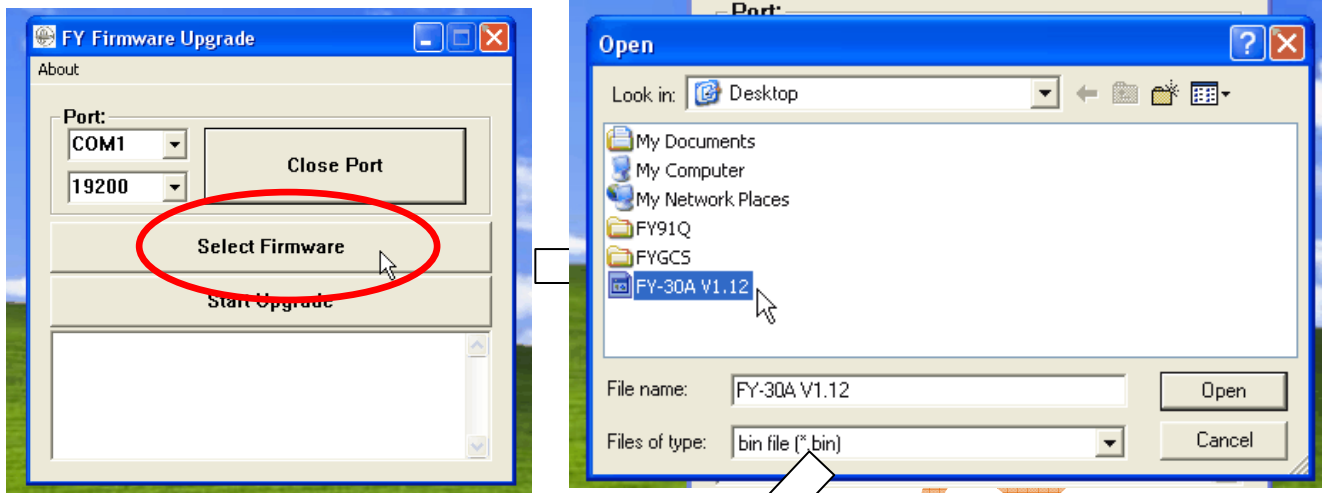 FY Firmware Upgrade
About
Port:
COM1
19200
Close Port
Select Firmware
Start Upgrade
Port:
Open
Look in:
Desktop
My Documents
My Computer
My Network Places
FY91Q
FYGCS
FY-30A V1.12
File name:
FY-30A V1.12
Open
Files of type:
bin file (*.bin)
Cancel